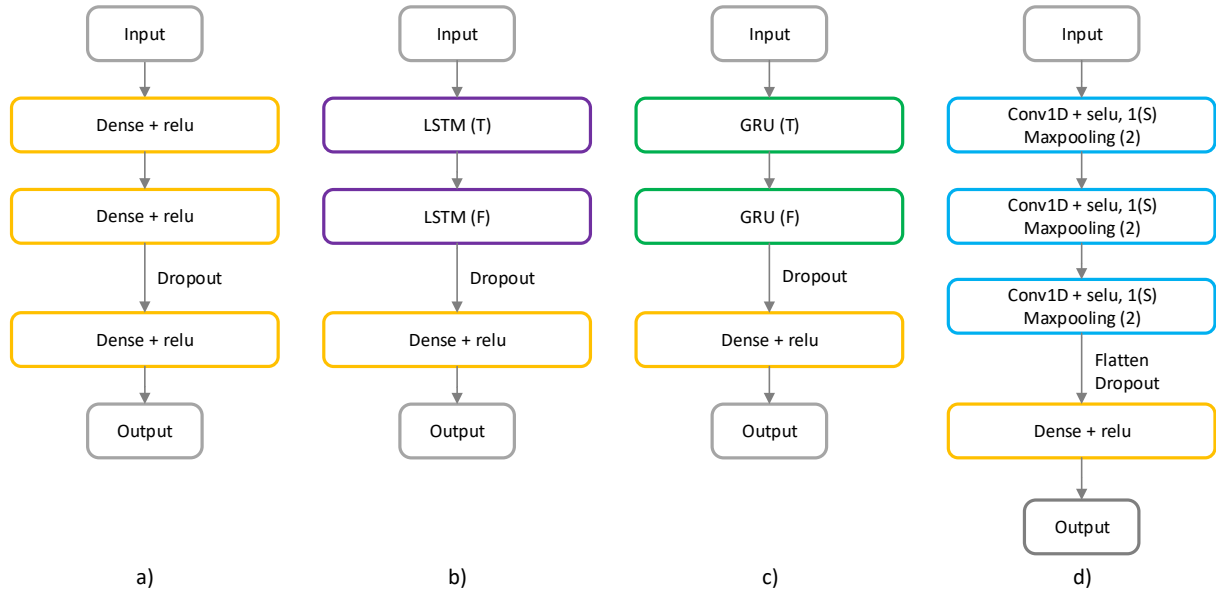 Input
Dense + relu
Dense + relu
Dropout
Dense + relu
Output
a)
Input
LSTM (T)
LSTM (F)
Dropout
Dense + relu
Output
b)
Input
GRU (T)
GRU (F)
Dropout
Dense + relu
Output
c)
Input
Conv1D + selu, 1(S)
Maxpooling (2)
Conv1D + selu, 1(S)
Maxpooling (2)
Conv1D + selu, 1(S)
Maxpooling (2)
Flatten
Dropout
Dense + relu
Output
d)